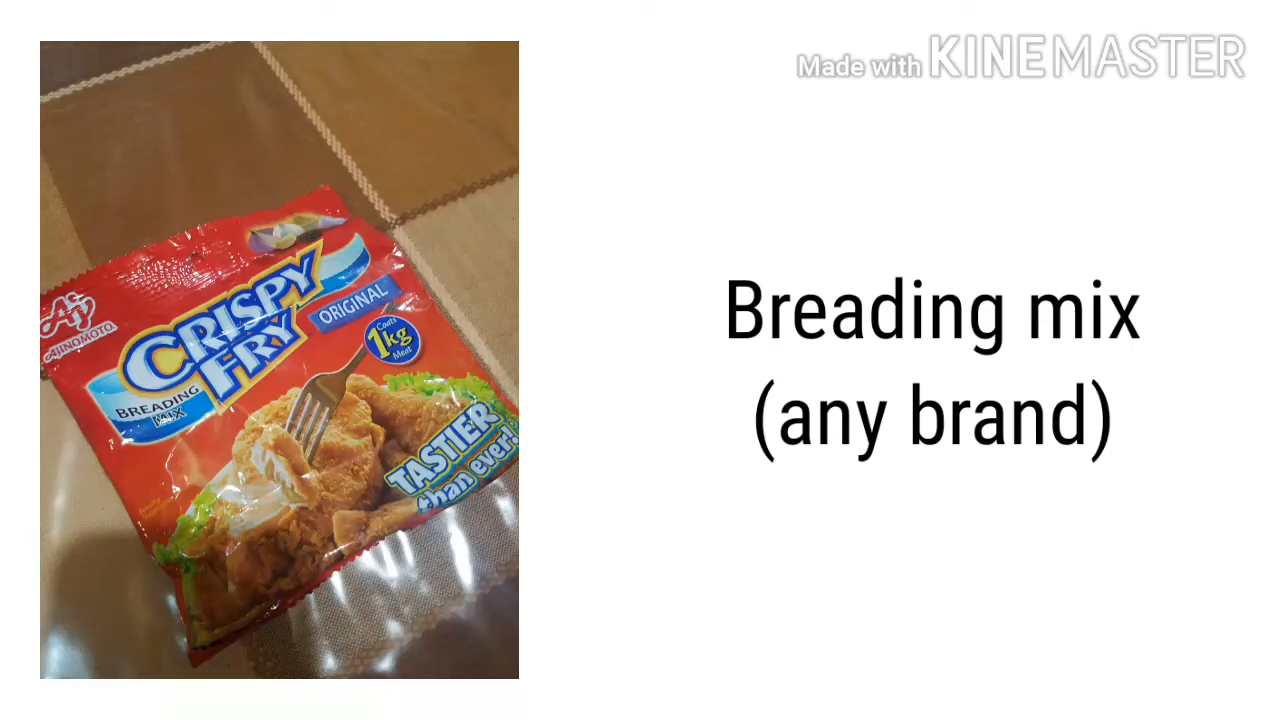 Made with KINEMASTER
Aji
AJINOMOTO
CRISPY
FRY
ORIGINAL
BREADING
MIX
Coats
1kg
Meat
TASTIER
than ever!
Breading mix
(any brand)